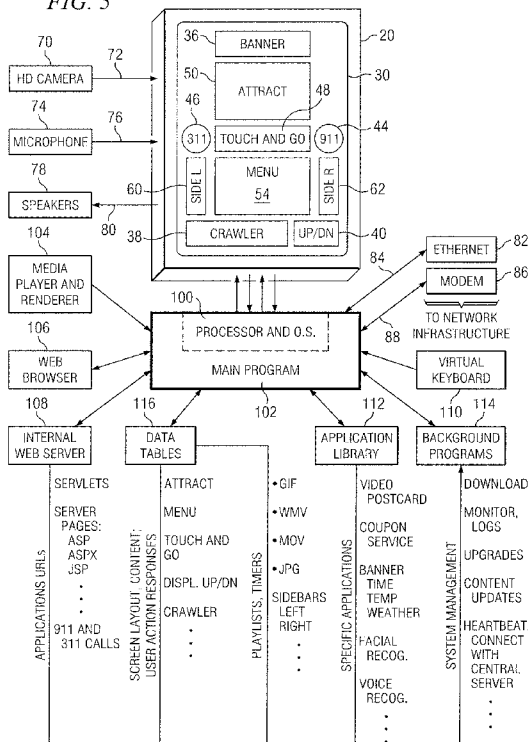 FIG. 5
70
HD CAMERA
72
74
MICROPHONE
76
78
SPEAKERS
80
104
MEDIA
PLAYER AND
RENDERER
106
WEB
BROWSER
108
INTERNAL
WEB SERVER
36
BANNER
20
50
ATTRACT
30
46
48
44
311
TOUCH AND GO
911
60
SIDE L
MENU
54
SIDE R
62
38
CRAWLER
UP/DN
40
84
ETHERNET
82
MODEM
86
88
TO NETWORK
INFRASTRUCTURE
100
PROCESSOR AND O.S.
MAIN PROGRAM
102
VIRTUAL
KEYBOARD
110
116
DATA
TABLES
112
APPLICATION
LIBRARY
114
BACKGROUND
PROGRAMS
APPLICATIONS URLs
SERVLETS
SERVER
PAGES:
ASP
ASPX
JSP
911 AND
311 CALLS
SCREEN LAYOUT; CONTENT;
USER ACTION RESPONSES
ATTRACT
MENU
TOUCH AND
GO
DISPL. UP/DN
CRAWLER
PLAYLISTS, TIMERS
• GIF
• WMV
• MOV
• JPG
SIDEBARS
LEFT
RIGHT
SPECIFIC APPLICATIONS
VIDEO
POSTCARD
COUPON
SERVICE
BANNER
TIME
TEMP
WEATHER
FACIAL
RECOG.
VOICE
RECOG.
SYSTEM MANAGEMENT
DOWNLOAD
MONITOR,
LOGS
UPGRADES
CONTENT
UPDATES
HEARTBEAT.
CONNECT
WITH
CENTRAL
SERVER